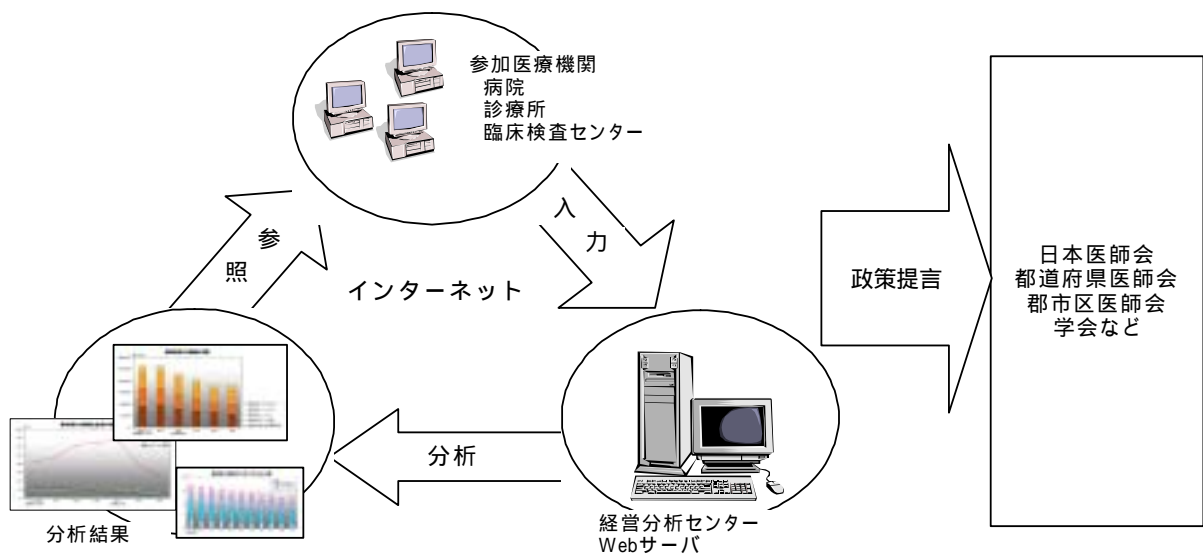 参加医療機関
病院
診療所
臨床検査センター
入力
参照
インターネット
政策提言
日本医師会
都道府県医師会
郡市区医師会
学会など
分析
分析結果
経営分析センター
Webサーバ